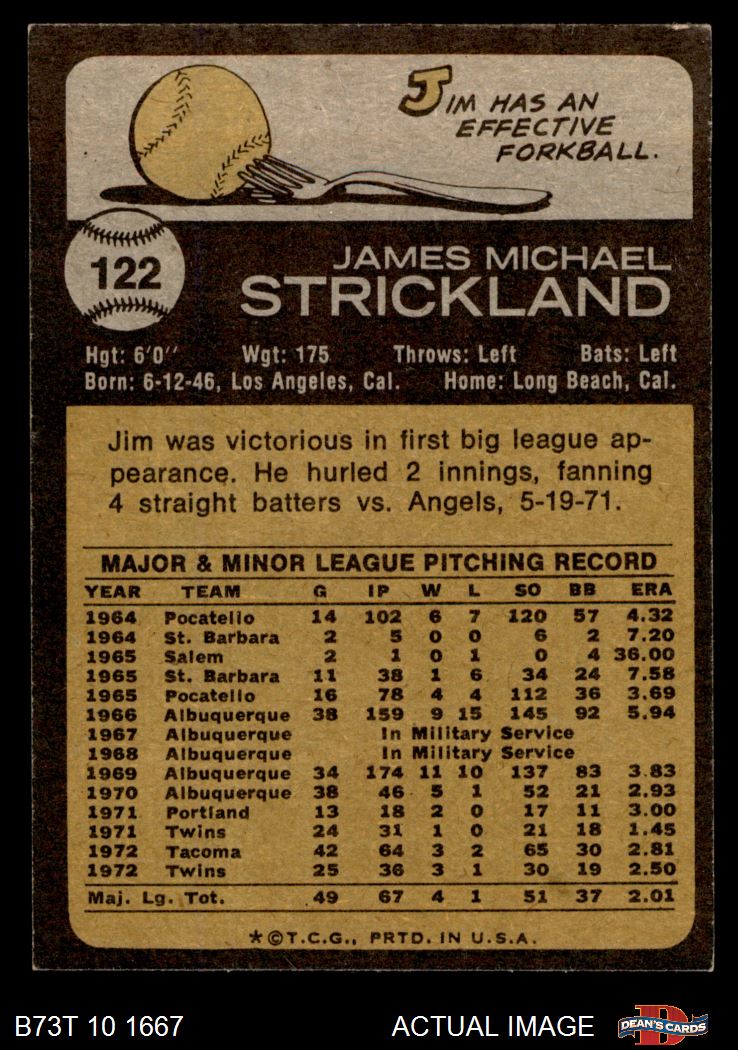 JIM HAS AN
EFFECTIVE
FORKBALL.
122
JAMES MICHAEL
STRICKLAND
Hgt: 6'0" Wgt: 175 Throws: Left Bats: Left
Born: 6-12-46, Los Angeles, Cal. Home: Long Beach, Cal.
Jim was victorious in first big league ap-
pearance. He hurled 2 innings, fanning
4 straight batters vs. Angels, 5-19-71.
MAJOR & MINOR LEAGUE PITCHING RECORD
YEAR TEAM G IP W L SO BB ERA
1964 Pocatello 14 102 6 7 120 57 4.32
1964 St. Barbara 2 5 0 0 6 2 7.20
1965 Salem 2 1 0 1 0 4 36.00
1965 St. Barbara 11 38 1 6 34 24 7.58
1965 Pocatello 16 78 4 4 112 36 3.69
1966 Albuquerque 38 159 9 15 145 92 5.94
1967 Albuquerque In Military Service
1968 Albuquerque In Military Service
1969 Albuquerque 34 174 11 10 137 83 3.83
1970 Albuquerque 38 46 5 1 52 21 2.93
1971 Portland 13 18 2 0 17 11 3.00
1971 Twins 24 31 1 0 21 18 1.45
1972 Tacoma 42 64 3 2 65 30 2.81
1972 Twins 25 36 3 1 30 19 2.50
Maj. Lg. Tot. 49 67 4 1 51 37 2.01
*©T.C.G., PRTD. IN U.S.A.
B73T 10 1667 ACTUAL IMAGE D DEAN'S CARDS